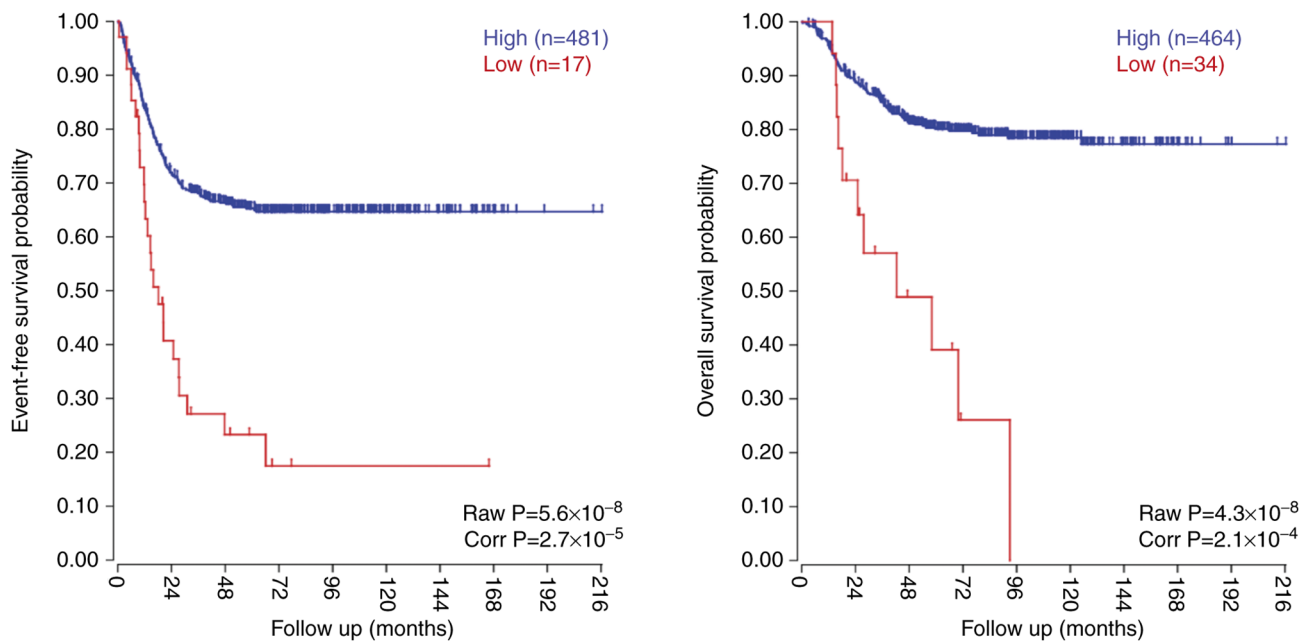 High (n=481)
Low (n=17)
Event-free survival probability
1.00
0.90
0.80
0.70
0.60
0.50
0.40
0.30
0.20
0.10
0.00
Raw P=5.6×10⁻⁸
Corr P=2.7×10⁻⁵
0 24 48 72 96 120 144 168 192 216
Follow up (months)
High (n=464)
Low (n=34)
Overall survival probability
1.00
0.90
0.80
0.70
0.60
0.50
0.40
0.30
0.20
0.10
0.00
Raw P=4.3×10⁻⁸
Corr P=2.1×10⁻⁴
0 24 48 72 96 120 144 168 192 216
Follow up (months)